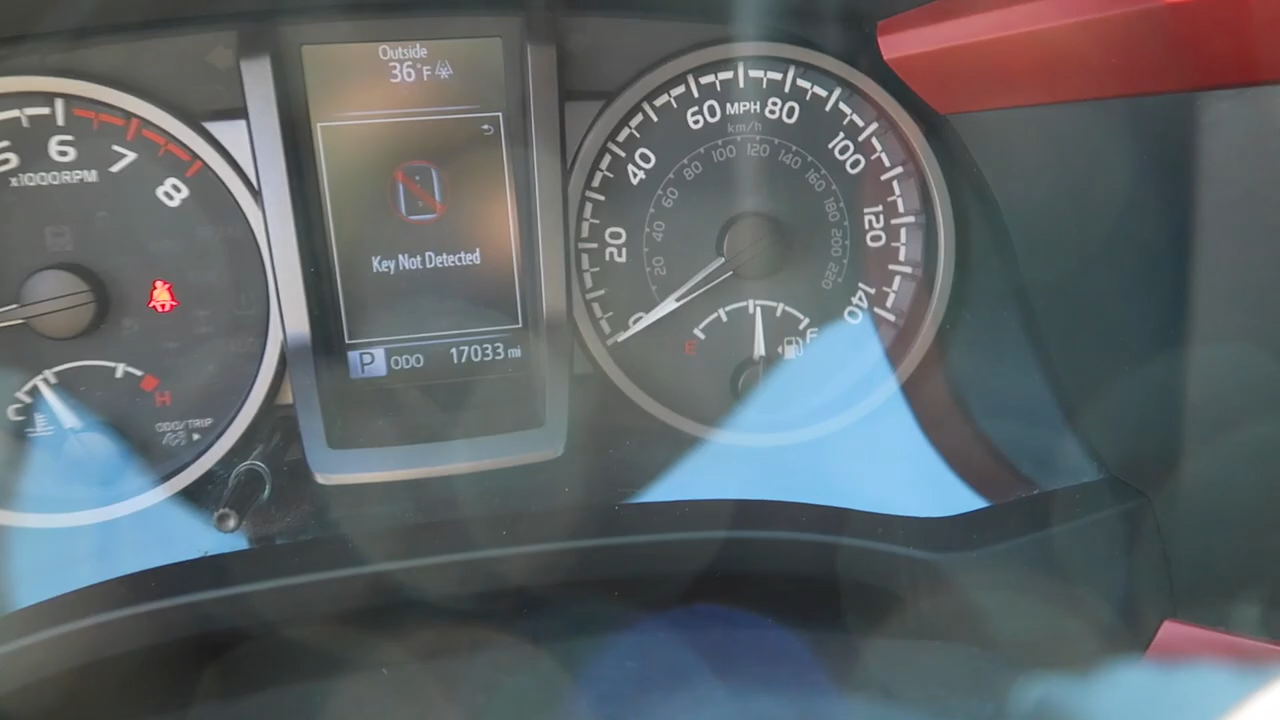 Outside
36°F
5 6 7 8
x1000RPM
Key Not Detected
P ODO 17033 mi
C H
ODO/TRIP
0 20 40 60 MPH 80 100 120 140
km/h
20 40 60 80 100 120 140 160 180 200 220
E F